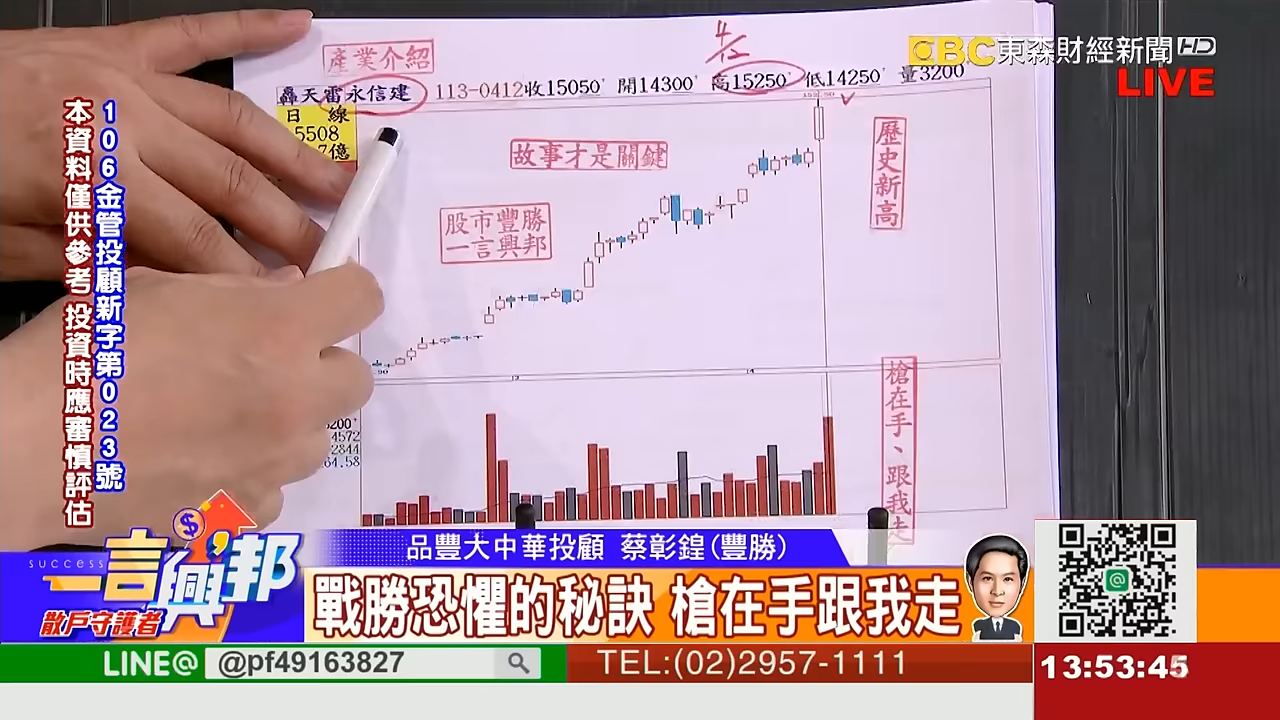 產業介紹
4/12
EBC東森財經新聞HD
LIVE
轟天雷永信建 113-0412收15050' 開14300' 高15250' 低14250' 量3200
日 線
5508
7億
故事才是關鍵
股市豐勝
一言興邦
歷史新高
槍在手、跟我走
4572
2844
64.58
106金管投顧新字第023號
本資料僅供參考 投資時應審慎評估
success
一言興邦
散戶守護者
品豐大中華投顧 蔡彰鍠(豐勝)
戰勝恐懼的秘訣 槍在手跟我走
LINE@ @pf49163827
TEL:(02)2957-1111
13:53:45